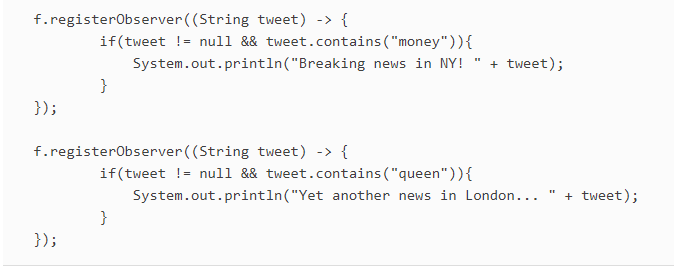 f.registerObserver((String tweet) -> {
        if(tweet != null && tweet.contains("money")){
            System.out.println("Breaking news in NY! " + tweet);
        }
});

f.registerObserver((String tweet) -> {
        if(tweet != null && tweet.contains("queen")){
            System.out.println("Yet another news in London... " + tweet);
        }
});